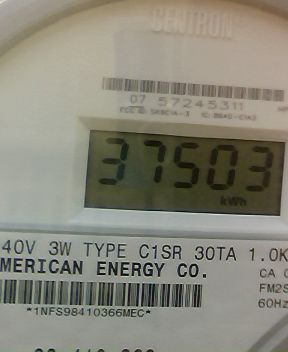 CENTRON
07 57245311
37503
kWh
40V 3W TYPE C1SR 30TA 1.0K
MERICAN ENERGY CO.
CA
FM2S
60Hz
*1NFS98410366MEC*